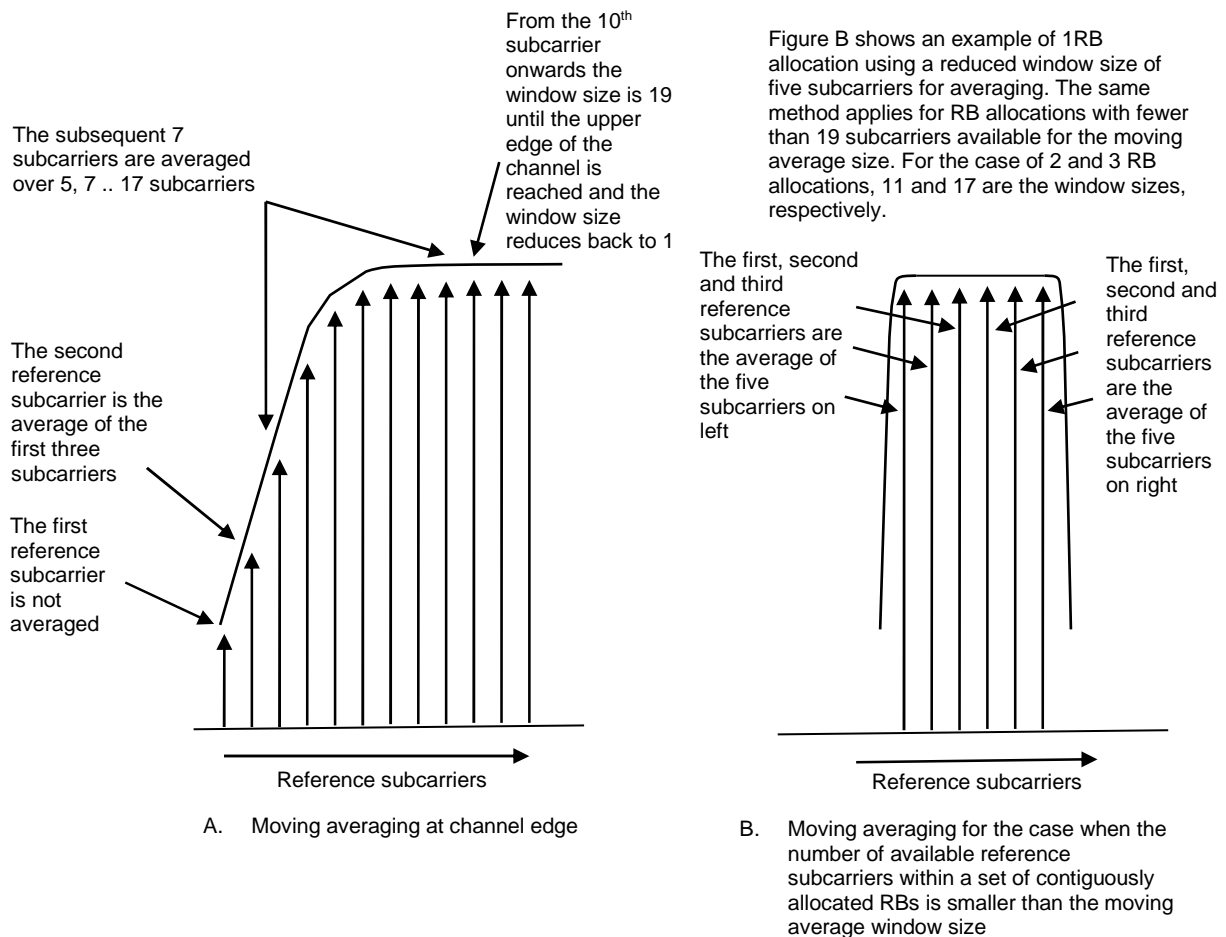 From the 10th
subcarrier
onwards the
window size is 19
until the upper
edge of the
channel is
reached and the
window size
reduces back to 1
The subsequent 7
subcarriers are averaged
over 5, 7 .. 17 subcarriers
The second
reference
subcarrier is the
average of the
first three
subcarriers
The first
reference
subcarrier
is not
averaged
Reference subcarriers
A. Moving averaging at channel edge
Figure B shows an example of 1RB
allocation using a reduced window size of
five subcarriers for averaging. The same
method applies for RB allocations with fewer
than 19 subcarriers available for the moving
average size. For the case of 2 and 3 RB
allocations, 11 and 17 are the window sizes,
respectively.
The first, second
and third
reference
subcarriers are
the average of
the five
subcarriers on
left
The first,
second and
third
reference
subcarriers
are the
average of
the five
subcarriers
on right
Reference subcarriers
B. Moving averaging for the case when the
number of available reference
subcarriers within a set of contiguously
allocated RBs is smaller than the moving
average window size